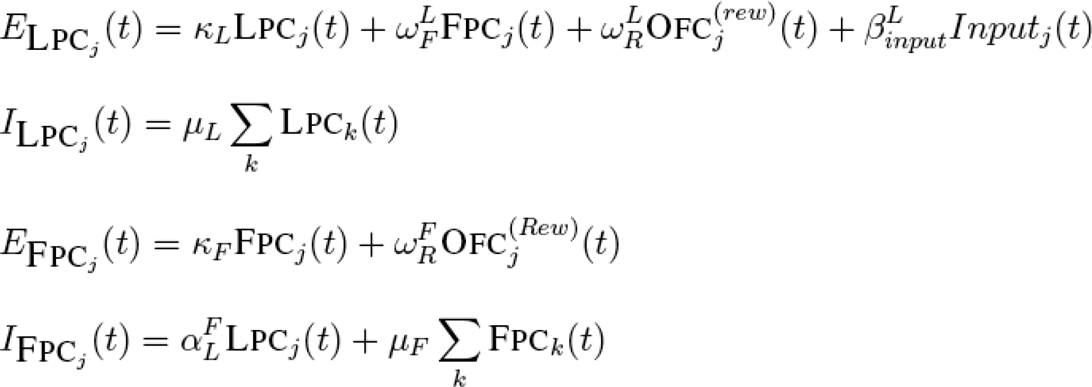 E_{LPC_j}(t) = κ_L LPC_j(t) + ω_F^L FPC_j(t) + ω_R^L OFC_j^{(rew)}(t) + β_{input}^L Input_j(t)
I_{LPC_j}(t) = μ_L ∑_k LPC_k(t)
E_{FPC_j}(t) = κ_F FPC_j(t) + ω_R^F OFC_j^{(Rew)}(t)
I_{FPC_j}(t) = α_L^F LPC_j(t) + μ_F ∑_k FPC_k(t)